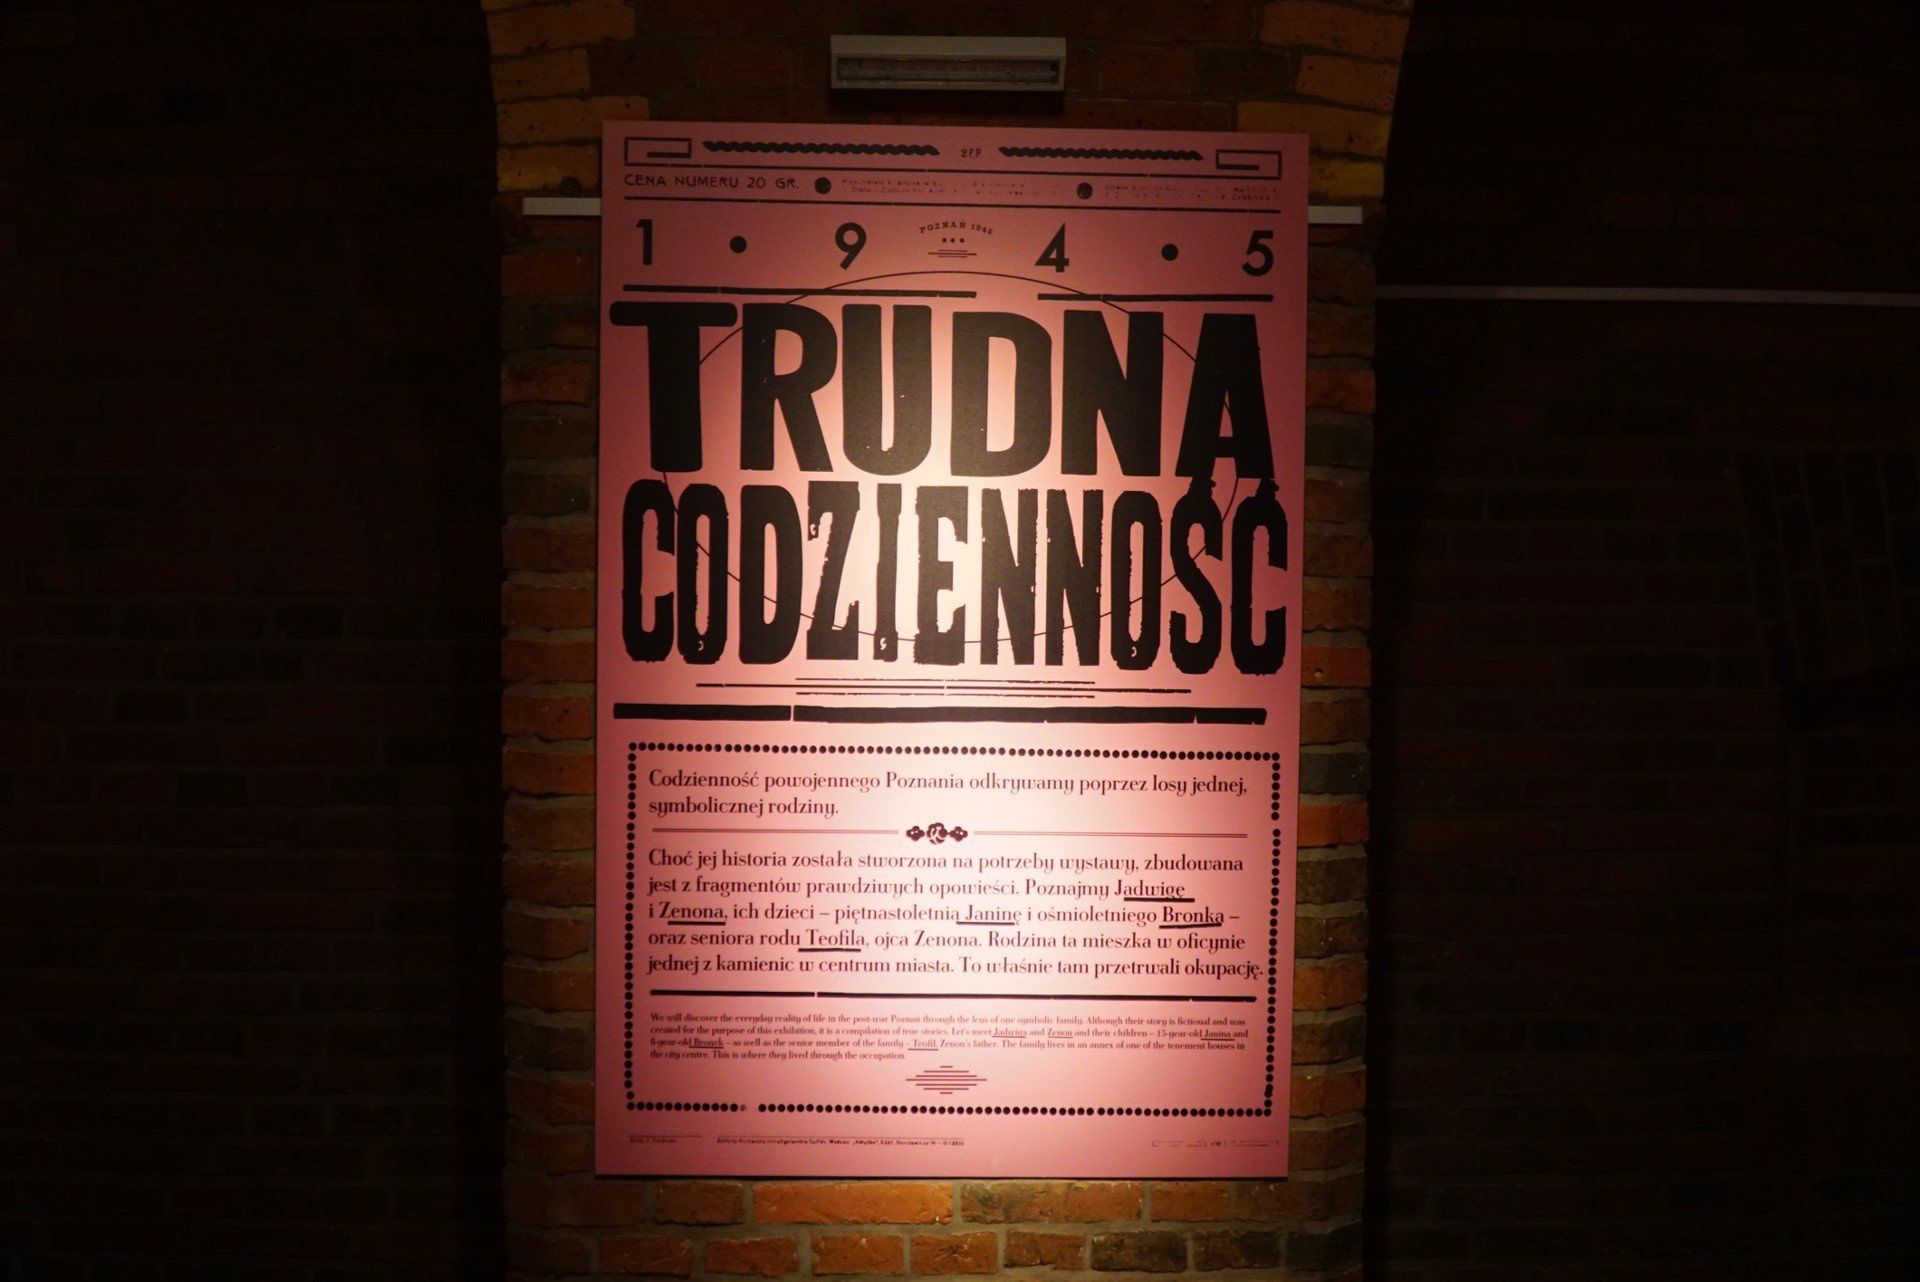 2 P P.
CENA NUMERU 20 GR.
POZNAŃ 1945
1 • 9 4 • 5
TRUDNA
CODZIENNOŚĆ
Codzienność powojennego Poznania odkrywamy poprzez losy jednej,
symbolicznej rodziny.
Choć jej historia została stworzona na potrzeby wystawy, zbudowana
jest z fragmentów prawdziwych opowieści. Poznajmy Jadwigę
i Zenona, ich dzieci – piętnastoletnią Janinę i ośmioletniego Bronka –
oraz seniora rodu Teofila, ojca Zenona. Rodzina ta mieszka w oficynie
jednej z kamienic w centrum miasta. To właśnie tam przetrwali okupację.
We will discover the everyday reality of life in the post-war Poznań through the lens of one symbolic family. Although their story is fictional and was
created for the purpose of this exhibition, it is a compilation of true stories. Let's meet Jadwiga and Zenon and their children – 15-year-old Janina and
8-year-old Bronek – as well as the senior member of the family – Teofil, Zenon's father. The family lives in an annex of one of the tenement houses in
the city centre. This is where they lived through the occupation.